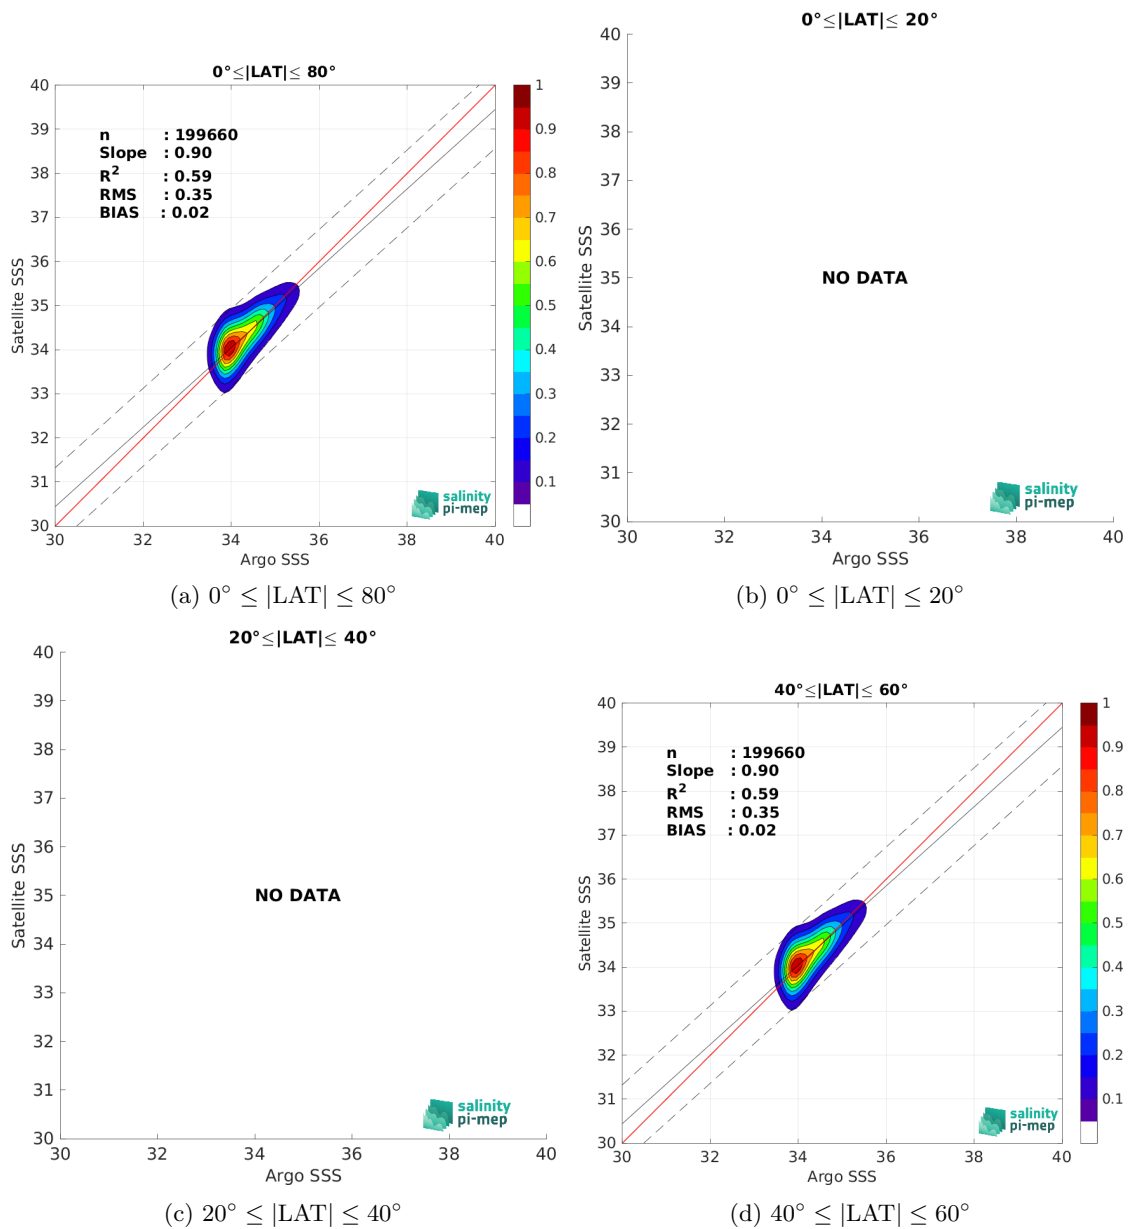 0°≤|LAT|≤ 80°
40
39
38
37
36
35
34
33
32
31
30
Satellite SSS
n : 199660
Slope : 0.90
R² : 0.59
RMS : 0.35
BIAS : 0.02
salinity
pi-mep
30 32 34 36 38 40
Argo SSS
1
0.9
0.8
0.7
0.6
0.5
0.4
0.3
0.2
0.1
(a) 0° ≤ |LAT| ≤ 80°
0°≤|LAT|≤ 20°
40
39
38
37
36
35
34
33
32
31
30
Satellite SSS
NO DATA
salinity
pi-mep
30 32 34 36 38 40
Argo SSS
(b) 0° ≤ |LAT| ≤ 20°
20°≤|LAT|≤ 40°
40
39
38
37
36
35
34
33
32
31
30
Satellite SSS
NO DATA
salinity
pi-mep
30 32 34 36 38 40
Argo SSS
(c) 20° ≤ |LAT| ≤ 40°
40°≤|LAT|≤ 60°
40
39
38
37
36
35
34
33
32
31
30
Satellite SSS
n : 199660
Slope : 0.90
R² : 0.59
RMS : 0.35
BIAS : 0.02
salinity
pi-mep
30 32 34 36 38 40
Argo SSS
1
0.9
0.8
0.7
0.6
0.5
0.4
0.3
0.2
0.1
(d) 40° ≤ |LAT| ≤ 60°